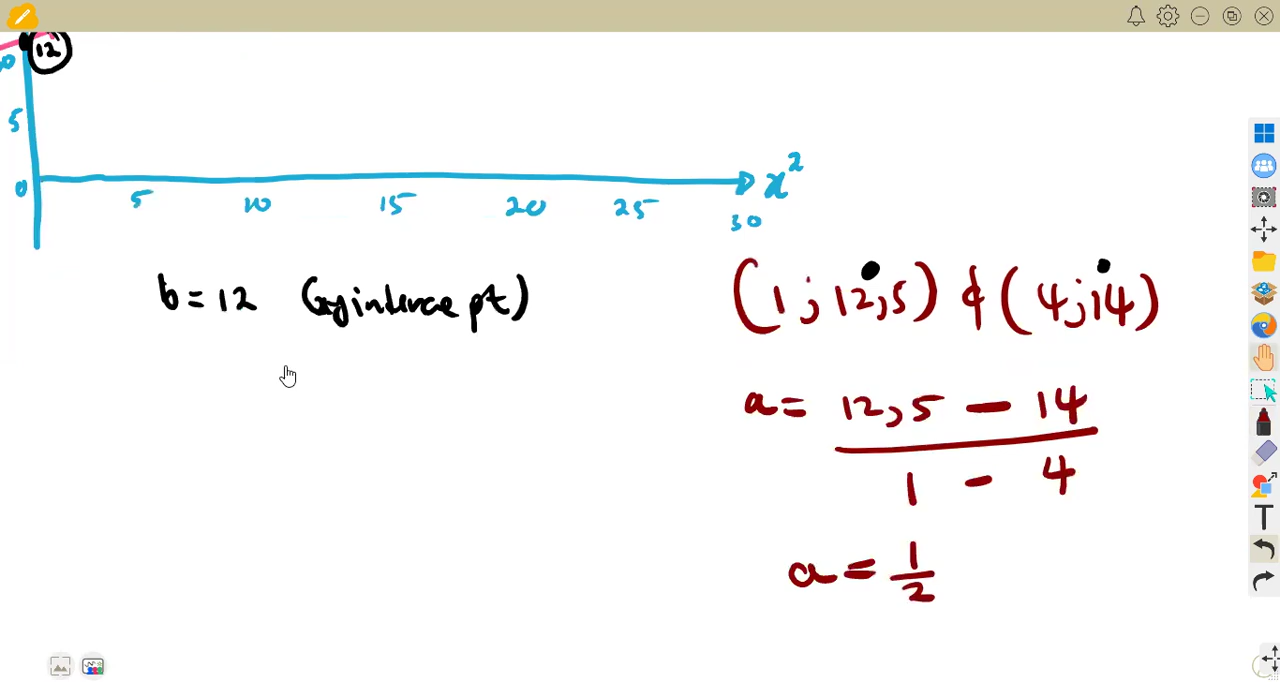 12
5
0
x²
5 10 15 20 25 30
b = 12 (y intercept)
(1;12,5) & (4;14)
a = 12,5 - 14
1 - 4
a = 1/2
T